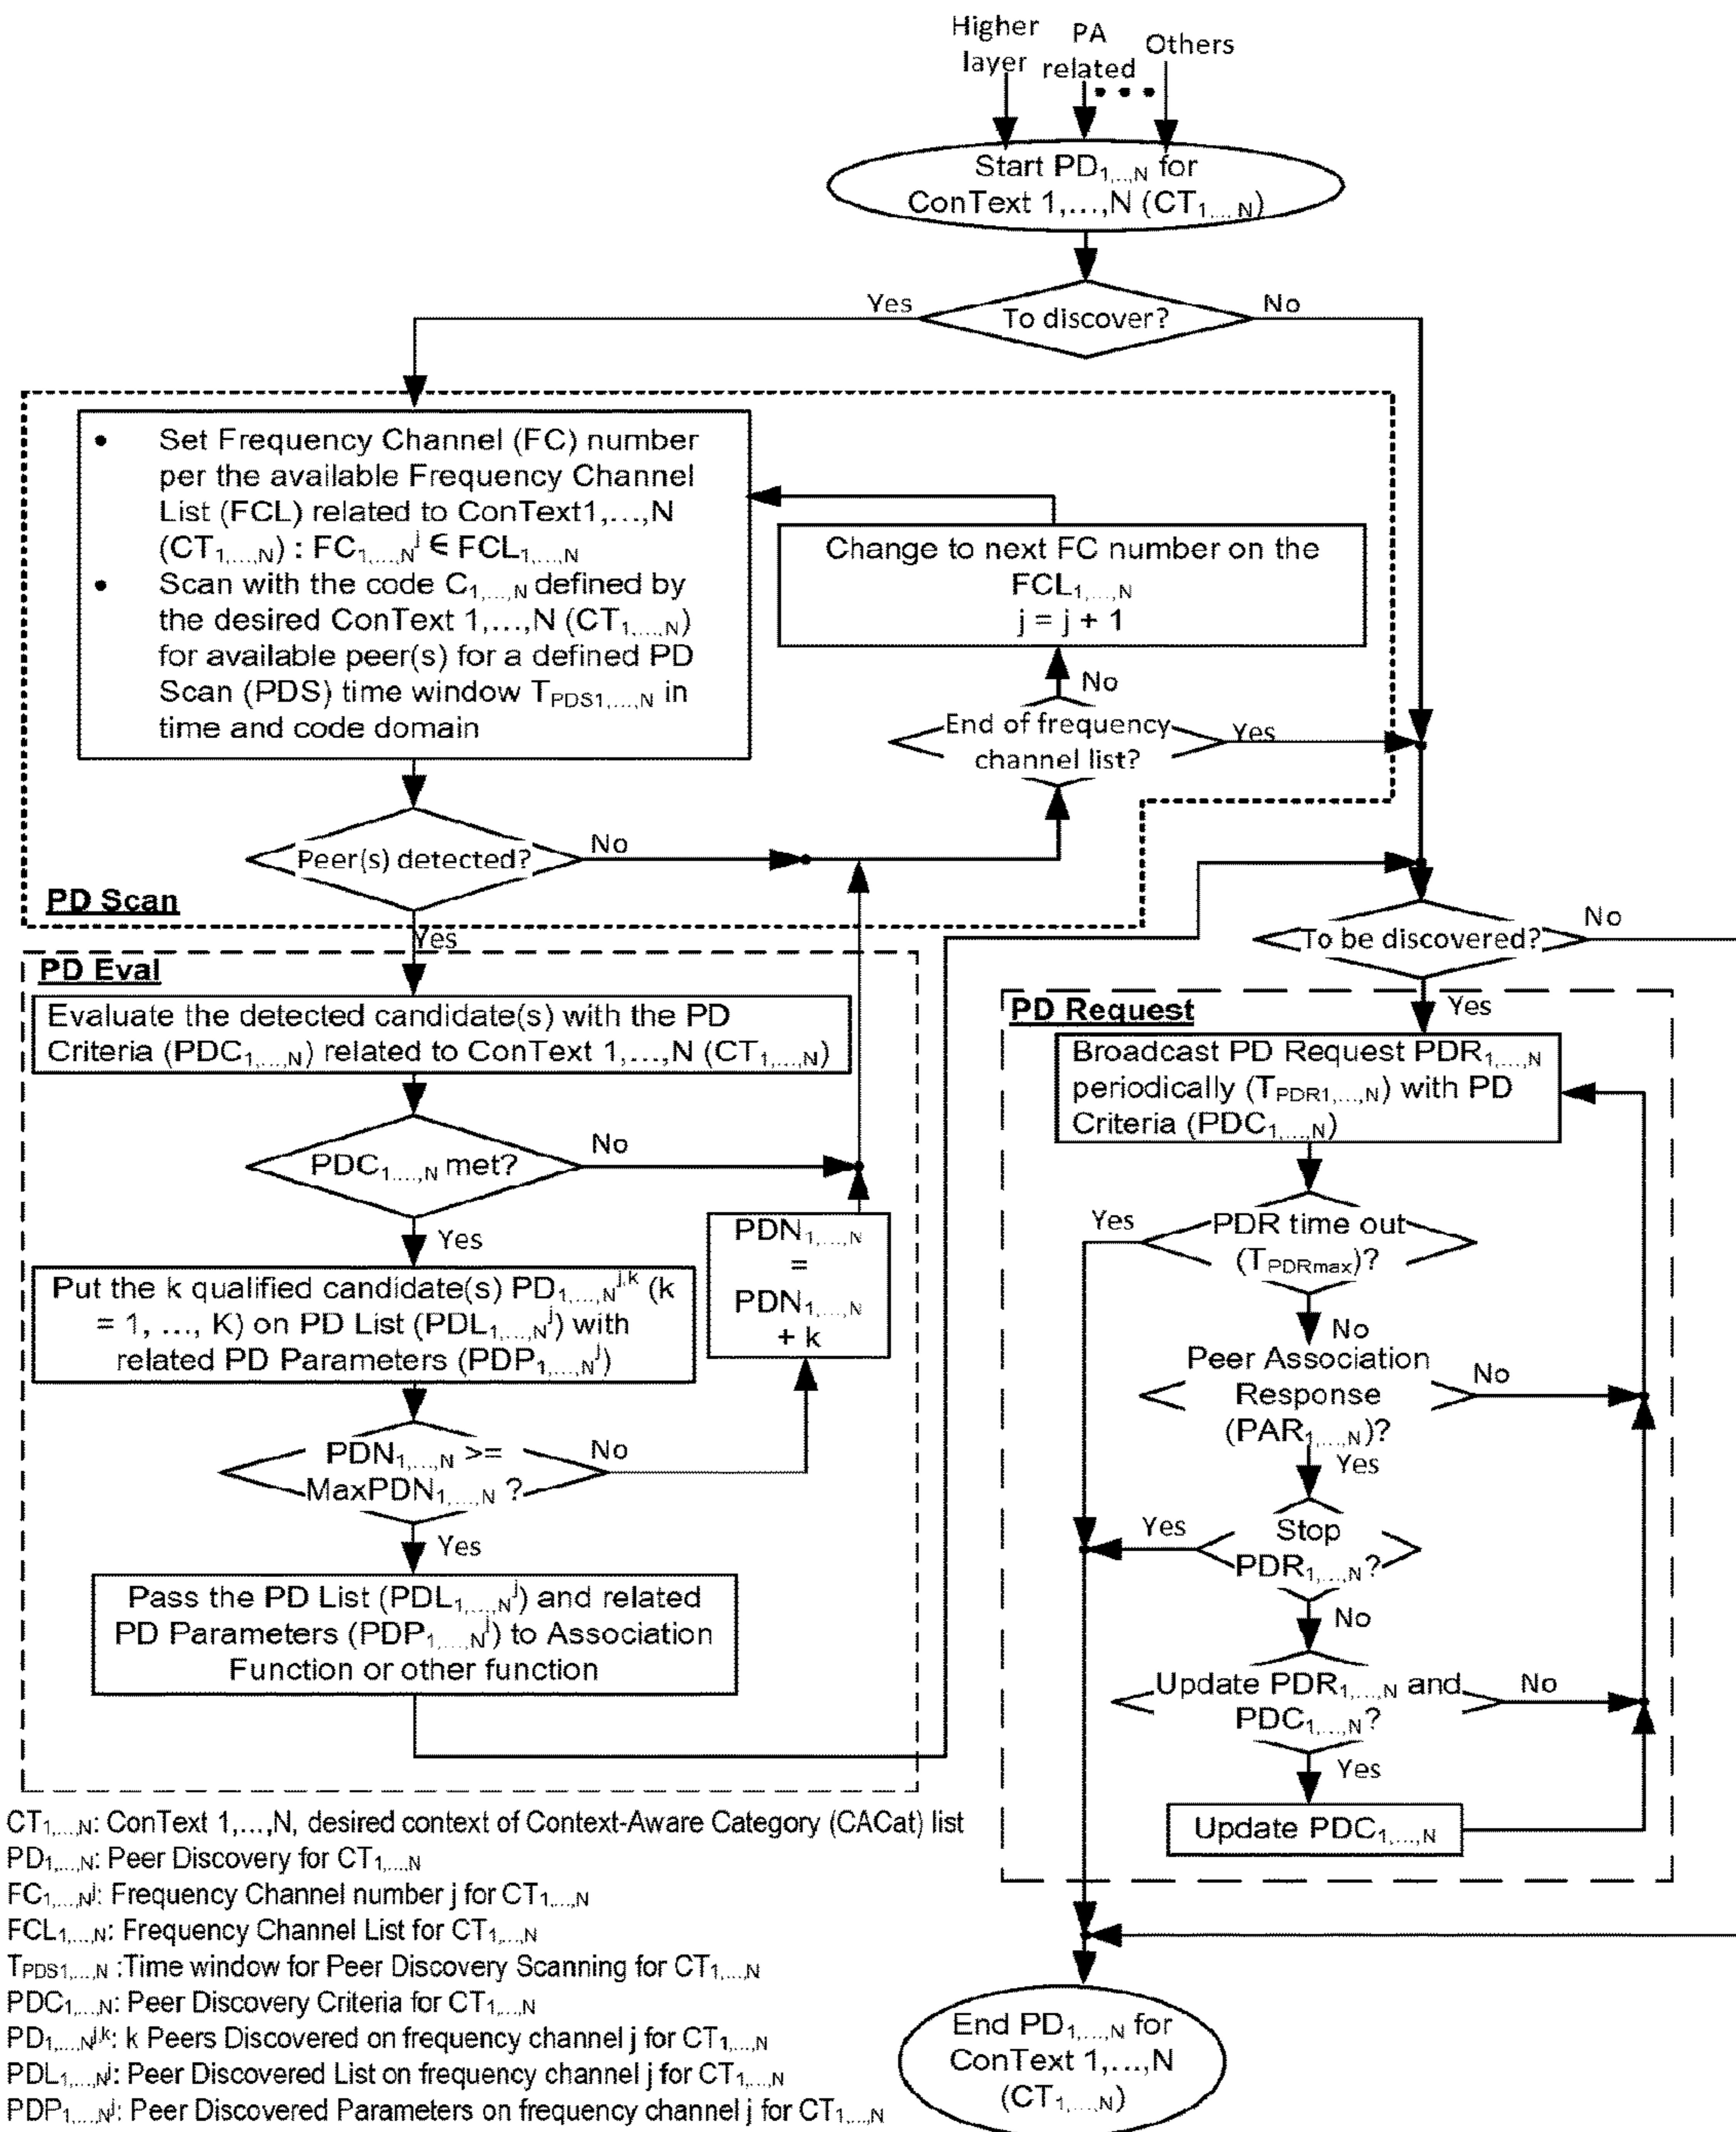 Higher
layer
PA
related
Others
Start PD1,...,N for
ConText 1,...,N (CT1,...,N)
To discover?
Yes
No
• Set Frequency Channel (FC) number
per the available Frequency Channel
List (FCL) related to ConText1,...,N
(CT1,...,N) : FC1,...,N^j ∈ FCL1,...,N
• Scan with the code C1,...,N defined by
the desired ConText 1,...,N (CT1,...,N)
for available peer(s) for a defined PD
Scan (PDS) time window TPDS1,...,N in
time and code domain
Change to next FC number on the
FCL1,...,N
j = j + 1
No
End of frequency
channel list?
Yes
Peer(s) detected?
No
PD Scan
Yes
To be discovered?
No
Yes
PD Eval
Evaluate the detected candidate(s) with the PD
Criteria (PDC1,...,N) related to ConText 1,...,N (CT1,...,N)
PDC1,...,N met?
No
Yes
PDN1,...,N
=
PDN1,...,N
+ k
Put the k qualified candidate(s) PD1,...,N^j,k (k
= 1, ..., K) on PD List (PDL1,...,N^j) with
related PD Parameters (PDP1,...,N^j)
PDN1,...,N >=
MaxPDN1,...,N ?
No
Yes
Pass the PD List (PDL1,...,N^j) and related
PD Parameters (PDP1,...,N^j) to Association
Function or other function
PD Request
Broadcast PD Request PDR1,...,N
periodically (TPDR1,...,N) with PD
Criteria (PDC1,...,N)
Yes
PDR time out
(TPDRmax)?
No
Peer Association
Response
(PAR1,...,N)?
No
Yes
Yes
Stop
PDR1,...,N?
No
Update PDR1,...,N and
PDC1,...,N?
No
Yes
Update PDC1,...,N
CT1,...,N: ConText 1,...,N, desired context of Context-Aware Category (CACat) list
PD1,...,N: Peer Discovery for CT1,...,N
FC1,...,N^j: Frequency Channel number j for CT1,...,N
FCL1,...,N: Frequency Channel List for CT1,...,N
TPDS1,...,N :Time window for Peer Discovery Scanning for CT1,...,N
PDC1,...,N: Peer Discovery Criteria for CT1,...,N
PD1,...,N^j,k: k Peers Discovered on frequency channel j for CT1,...,N
PDL1,...,N^j: Peer Discovered List on frequency channel j for CT1,...,N
PDP1,...,N^j: Peer Discovered Parameters on frequency channel j for CT1,...,N
End PD1,...,N for
ConText 1,...,N
(CT1,...,N)